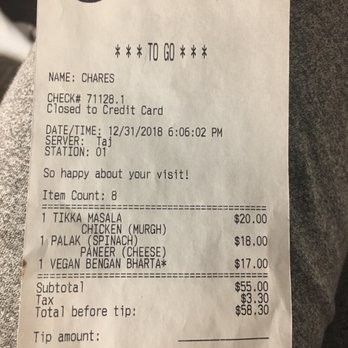 *** TO GO ***
NAME: CHARES
CHECK# 71128.1
Closed to Credit Card
DATE/TIME: 12/31/2018 6:06:02 PM
SERVER: Taj
STATION: 01
So happy about your visit!
Item Count: 8
1 TIKKA MASALA $20.00
CHICKEN (MURGH)
1 PALAK (SPINACH) $18.00
PANEER (CHEESE)
1 VEGAN BENGAN BHARTA* $17.00
Subtotal $55.00
Tax $3.30
Total before tip: $58.30
Tip amount: